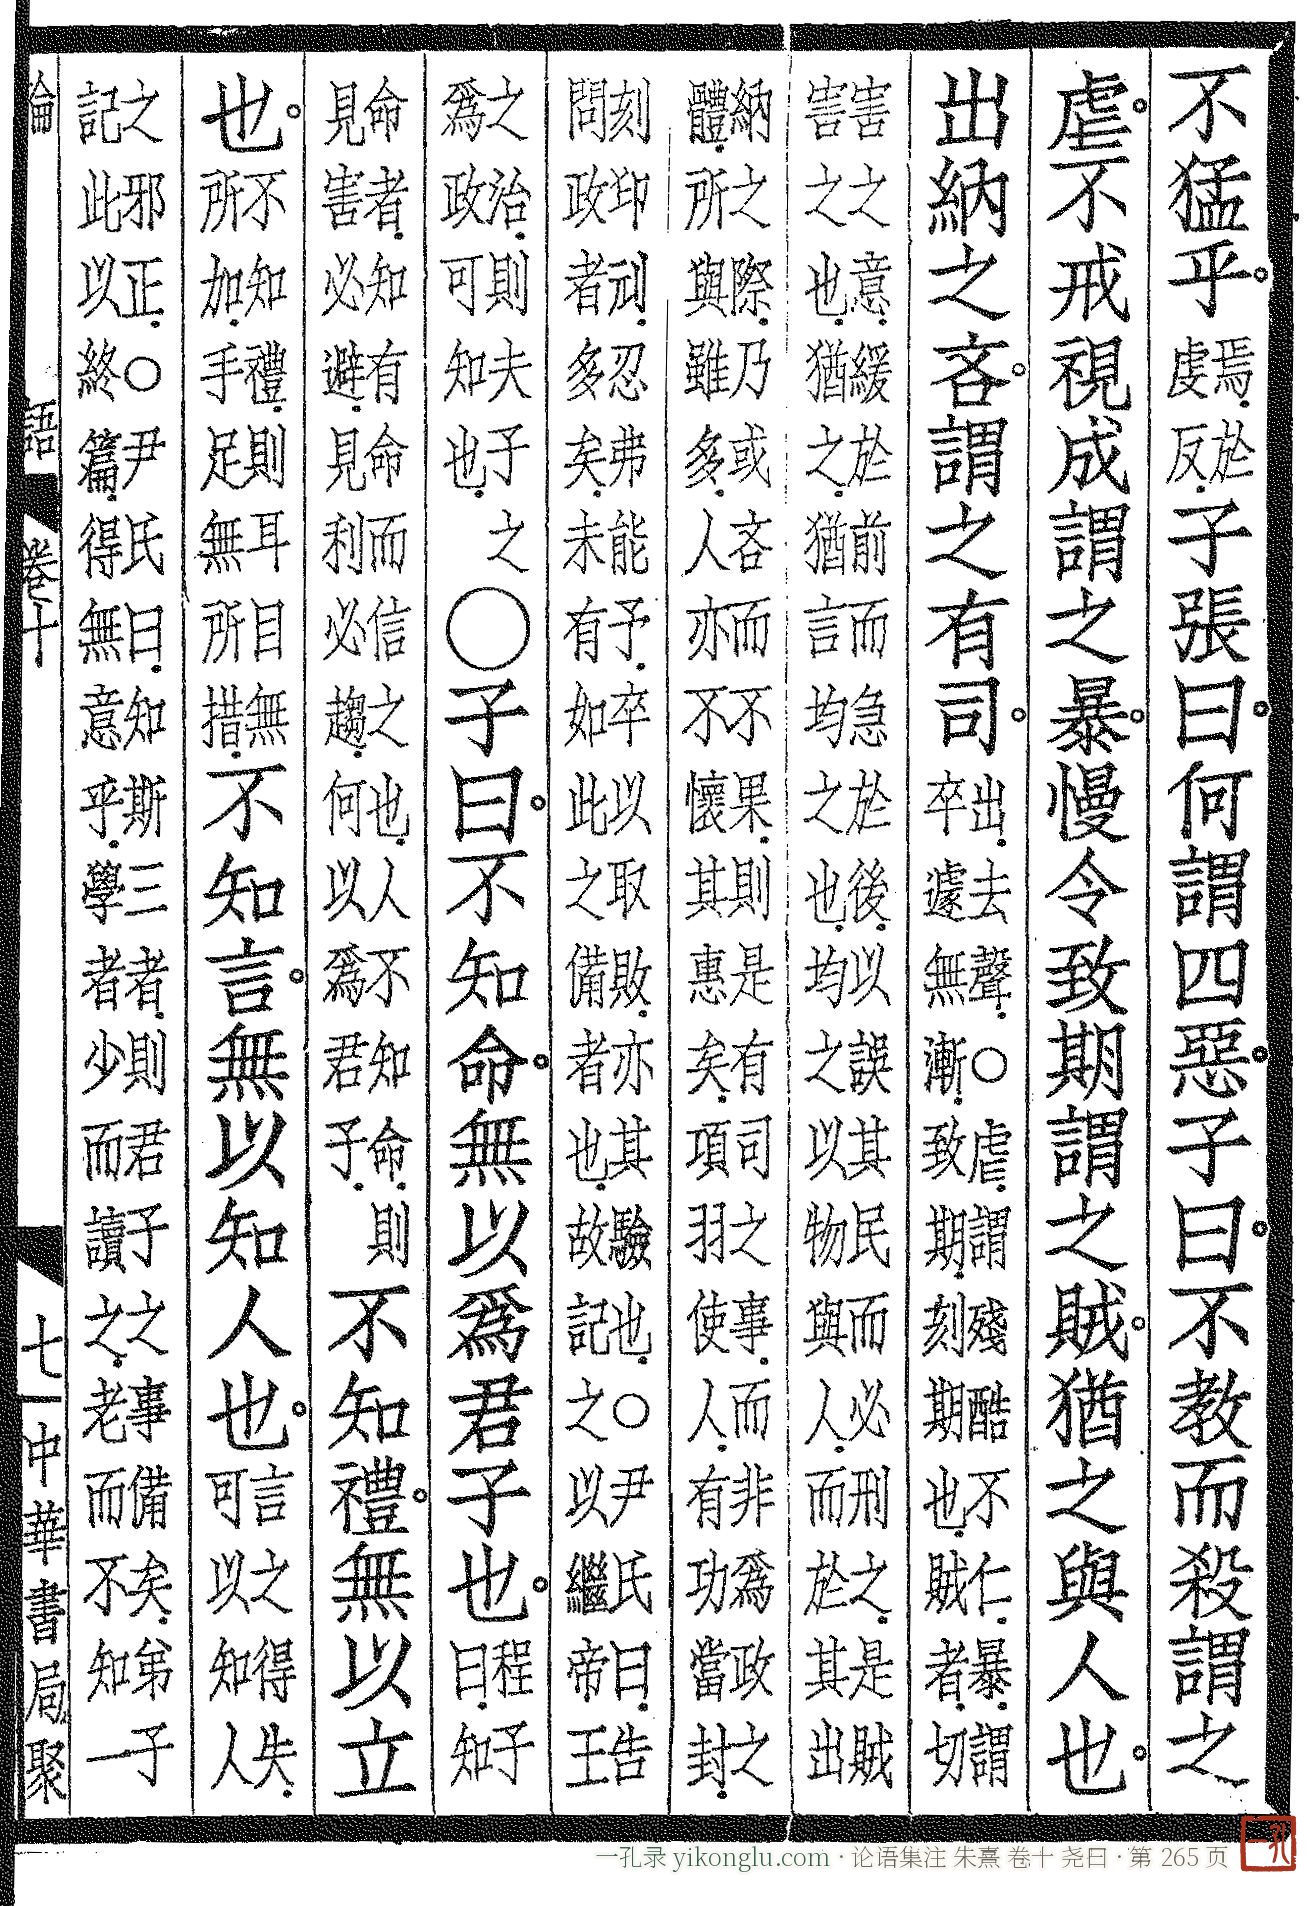 不猛乎。焉。於虔反。子張曰。何謂四惡。子曰。不教而殺謂之
虐。不戒視成謂之暴。慢令致期謂之賊。猶之與人也。
出納之吝。謂之有司。出。去聲。○虐。謂殘酷不仁。暴。謂卒遽無漸。致期。刻期也。賊者。切
害之意。緩於前而急於後。以誤其民而必刑之。是賊害之也。猶之。猶言均之也。均之以物與人。而於其出
納之際。乃或吝而不果。則是有司之事。而非爲政之體。所與雖多。人亦不懷其惠矣。項羽使人。有功當封。
刻印刓。忍弗能予。卒以取敗。亦其驗也。○尹氏曰。告問政者多矣。未有如此之備者也。故記之以繼帝王
之治。則夫子之爲政可知也。○子曰。不知命。無以爲君子也。程子曰。知
命者。知有命而信之也。人不知命。則見害必避。見利必趨。何以爲君子。不知禮。無以立
也。不知禮。則耳目無所加。手足無所措。不知言。無以知人也。言之得失。可以知人
之邪正。○尹氏曰。知斯三者。則君子之事備矣。弟子記此以終篇。得無意乎。學者少而讀之。老而不知一
論語 卷十 七一中華書局聚
一孔录 yikonglu.com · 论语集注 朱熹 卷十 尧曰 · 第 265 页
一孔